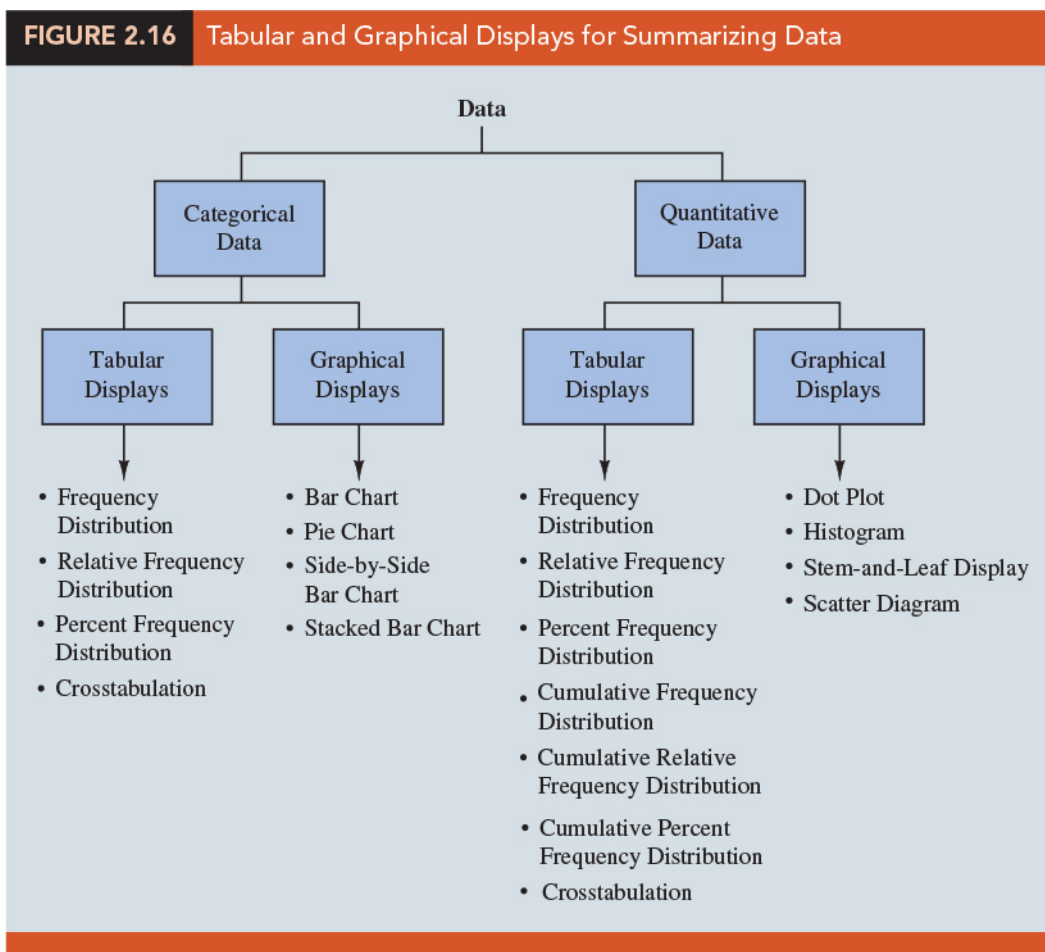 FIGURE 2.16 Tabular and Graphical Displays for Summarizing Data
Data
Categorical
Data
Quantitative
Data
Tabular
Displays
Graphical
Displays
Tabular
Displays
Graphical
Displays
• Frequency
Distribution
• Relative Frequency
Distribution
• Percent Frequency
Distribution
• Crosstabulation
• Bar Chart
• Pie Chart
• Side-by-Side
Bar Chart
• Stacked Bar Chart
• Frequency
Distribution
• Relative Frequency
Distribution
• Percent Frequency
Distribution
• Cumulative Frequency
Distribution
• Cumulative Relative
Frequency Distribution
• Cumulative Percent
Frequency Distribution
• Crosstabulation
• Dot Plot
• Histogram
• Stem-and-Leaf Display
• Scatter Diagram